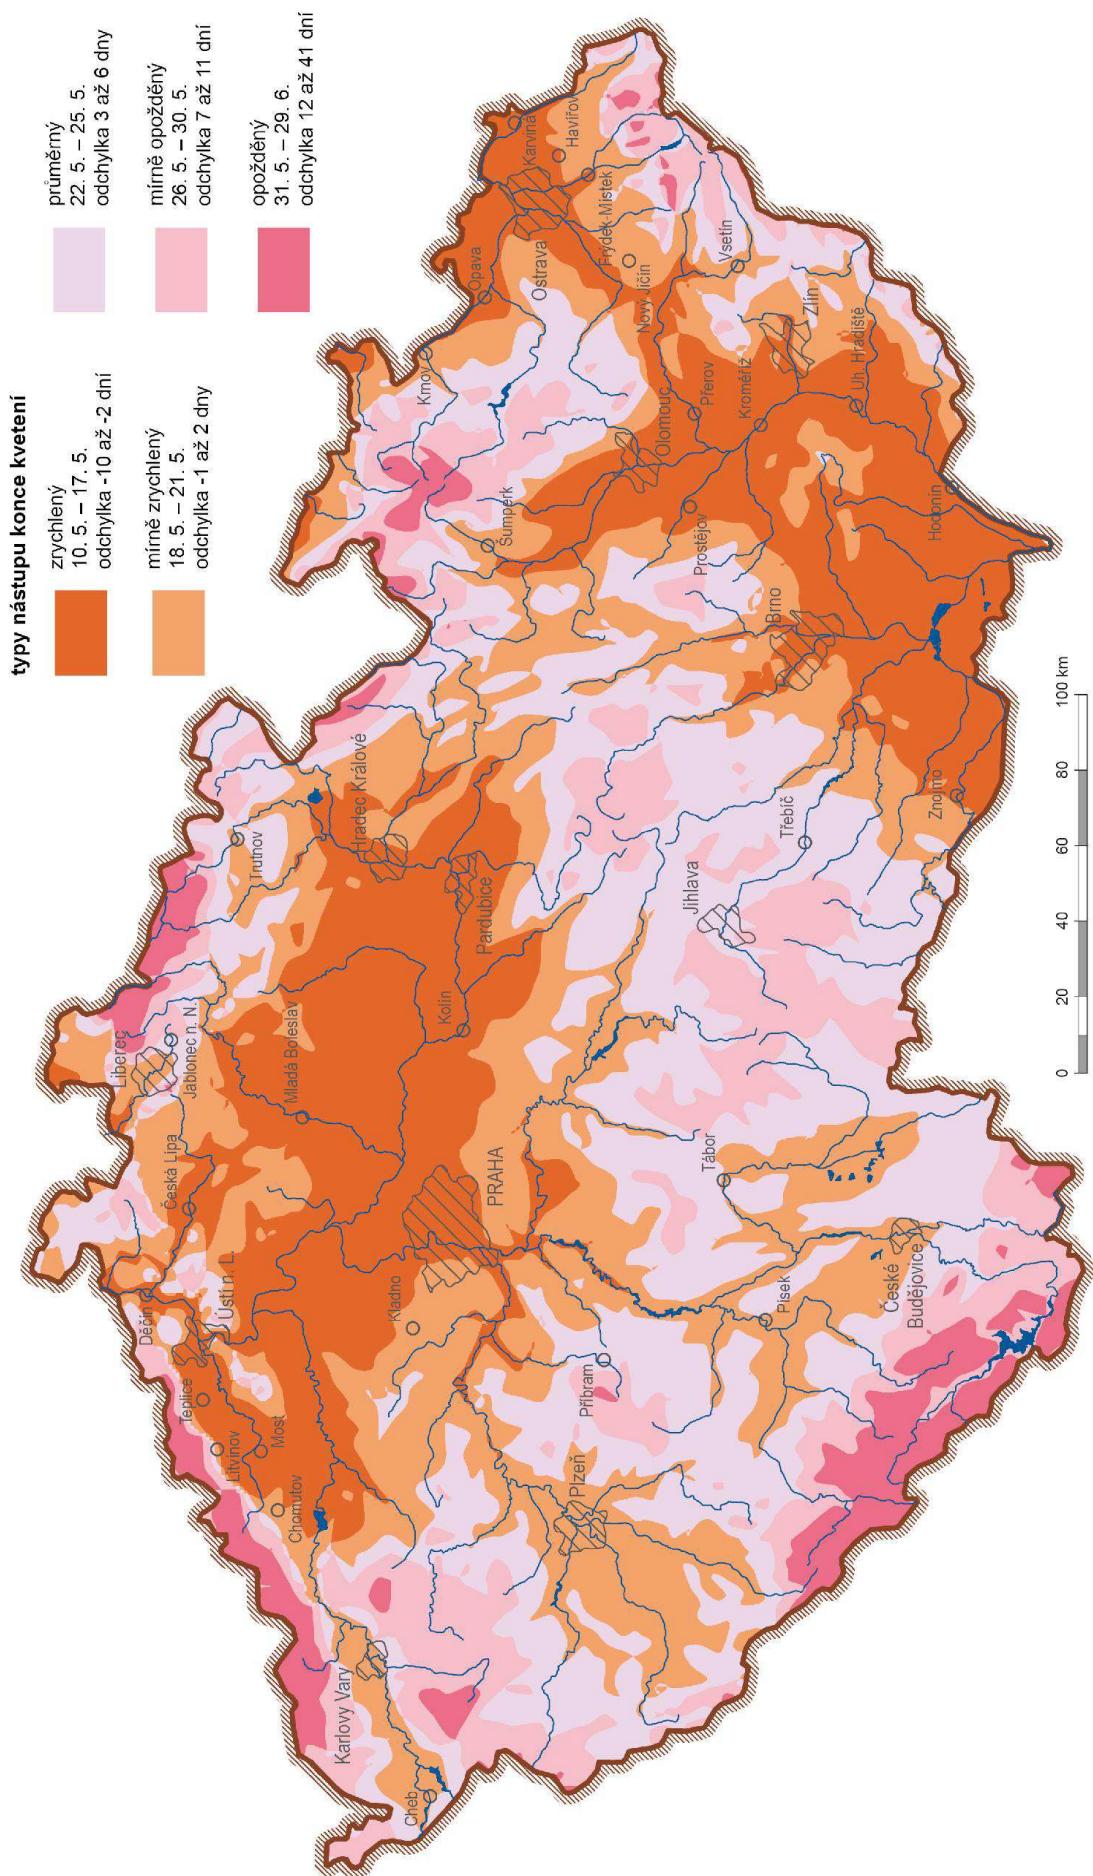 typy nástupu konce kvetení
zrychlený
10. 5. – 17. 5.
odchylka -10 až -2 dní
mírně zrychlený
18. 5. – 21. 5.
odchylka -1 až 2 dny
průměrný
22. 5. – 25. 5.
odchylka 3 až 6 dny
mírně opožděný
26. 5. – 30. 5.
odchylka 7 až 11 dní
opožděný
31. 5. – 29. 6.
odchylka 12 až 41 dní
Děčín
Ústí n. L.
Teplice
Litvínov
Most
Chomutov
Česká Lípa
Liberec
Jablonec n. N.
Mladá Boleslav
Trutnov
Hradec Králové
Pardubice
Kolín
PRAHA
Kladno
Karlovy Vary
Cheb
Plzeň
Příbram
Písek
Tábor
České
Budějovice
Jihlava
Třebíč
Znojmo
Brno
Prostějov
Olomouc
Šumperk
Přerov
Kroměříž
Zlín
Uh. Hradiště
Hodonín
Vsetín
Nový Jičín
Frýdek-Místek
Ostrava
Opava
Krnov
Karviná
Havířov
0 20 40 60 80 100 km